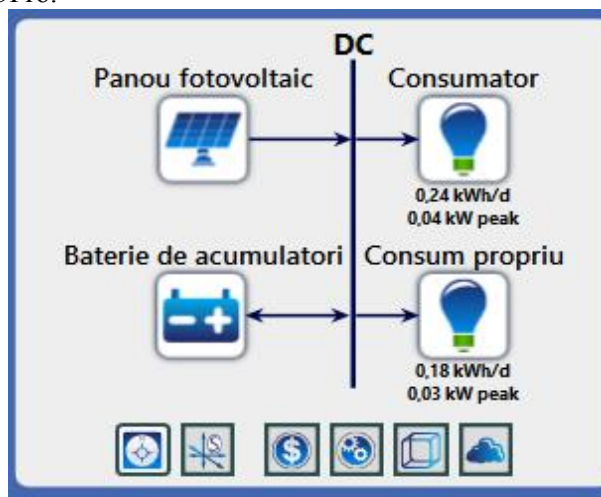 DC
Panou fotovoltaic
Consumator
0,24 kWh/d
0,04 kW peak
Baterie de acumulatori
Consum propriu
0,18 kWh/d
0,03 kW peak